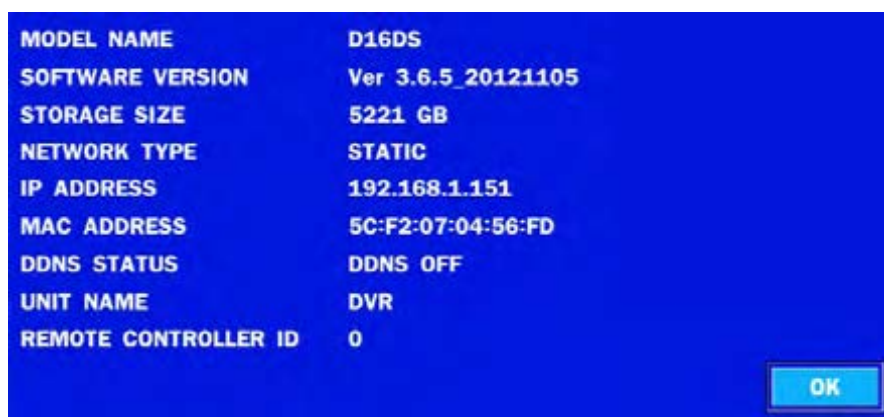 MODEL NAME D16DS
SOFTWARE VERSION Ver 3.6.5_20121105
STORAGE SIZE 5221 GB
NETWORK TYPE STATIC
IP ADDRESS 192.168.1.151
MAC ADDRESS 5C:F2:07:04:56:FD
DDNS STATUS DDNS OFF
UNIT NAME DVR
REMOTE CONTROLLER ID 0
OK